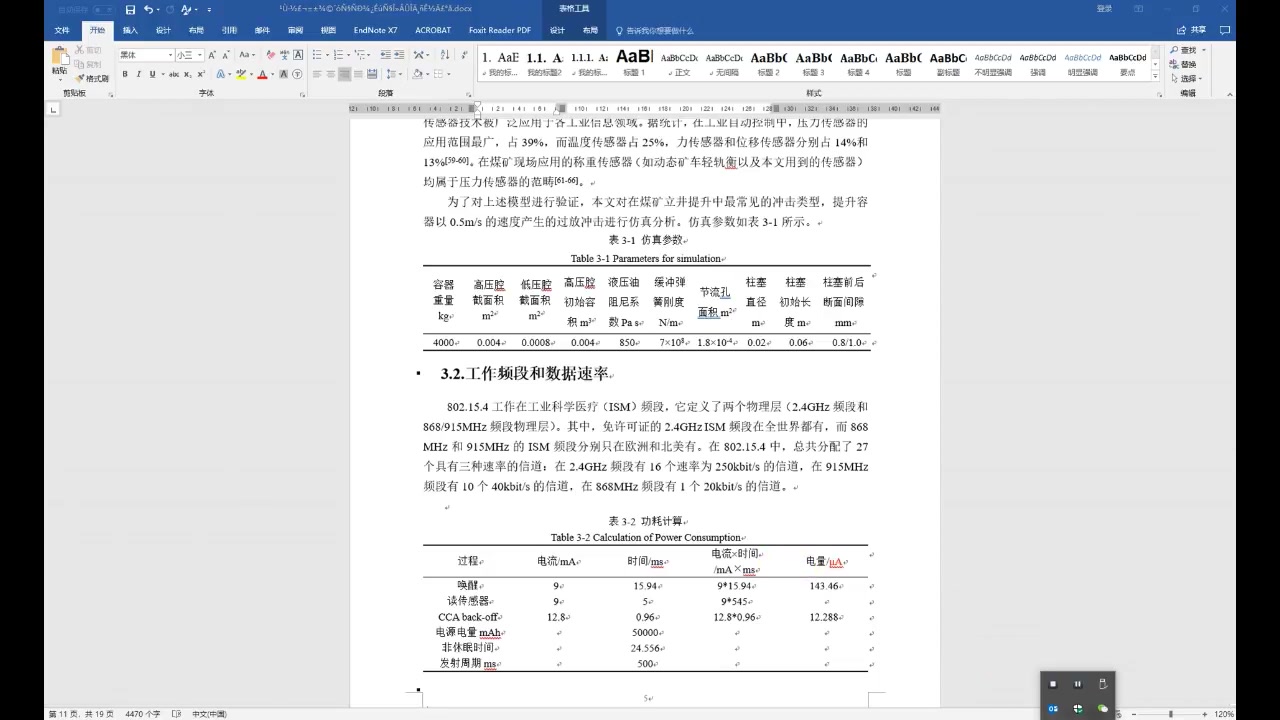 表格工具
登录
文件 开始 插入 设计 布局 引用 邮件 审阅 视图 EndNote X7 ACROBAT Foxit Reader PDF 设计 布局 告诉我你想要做什么 共享
粘贴 剪切 复制 格式刷
黑体 小三
1. AaE 1.1. A: 1.1.1. A: AaBl AaBbCcDc AaBbCcDc AaBbC AaBbC AaBbC AaBbC AaBbC AaBbCcDc AaBbCcDc AaBbCcDc AaBbCcDc
我的标... 我的标题2 我的标... 标题 1 正文 无间隔 标题 2 标题 3 标题 4 标题 副标题 不明显强调 强调 明显强调 要点
查找 替换 选择
剪贴板 字体 段落 样式 编辑
传感器技术被广泛应用于各工业信息领域。据统计，在工业自动控制中，压力传感器的
应用范围最广，占 39%，而温度传感器占 25%，力传感器和位移传感器分别占 14%和
13%[59-60]。在煤矿现场应用的称重传感器（如动态矿车轻轨衡以及本文用到的传感器）
均属于压力传感器的范畴[61-66]。
为了对上述模型进行验证，本文对在煤矿立井提升中最常见的冲击类型，提升容
器以 0.5m/s 的速度产生的过放冲击进行仿真分析。仿真参数如表 3-1 所示。
表 3-1 仿真参数
Table 3-1 Parameters for simulation
容器重量 kg 高压腔截面积 m² 低压腔截面积 m² 高压腔初始容积 m³ 液压油阻尼系数 Pa s 缓冲弹簧刚度 N/m 节流孔面积 m² 柱塞直径 m 柱塞初始长度 m 柱塞前后断面间隙 mm
4000 0.004 0.0008 0.004 850 7×10⁸ 1.8×10⁻⁴ 0.02 0.06 0.8/1.0
3.2.工作频段和数据速率
802.15.4 工作在工业科学医疗（ISM）频段，它定义了两个物理层（2.4GHz 频段和
868/915MHz 频段物理层）。其中，免许可证的 2.4GHz ISM 频段在全世界都有，而 868
MHz 和 915MHz 的 ISM 频段分别只在欧洲和北美有。在 802.15.4 中，总共分配了 27
个具有三种速率的信道：在 2.4GHz 频段有 16 个速率为 250kbit/s 的信道，在 915MHz
频段有 10 个 40kbit/s 的信道，在 868MHz 频段有 1 个 20kbit/s 的信道。
表 3-2 功耗计算
Table 3-2 Calculation of Power Consumption
过程 电流/mA 时间/ms 电流×时间/mA×ms 电量/μA
唤醒 9 15.94 9*15.94 143.46
读传感器 9 5 9*545
CCA back-off 12.8 0.96 12.8*0.96 12.288
电源电量 mAh 50000
非休眠时间 24.556
发射周期 ms 500
5
第 11 页，共 19 页 4470 个字 中文(中国) 120%